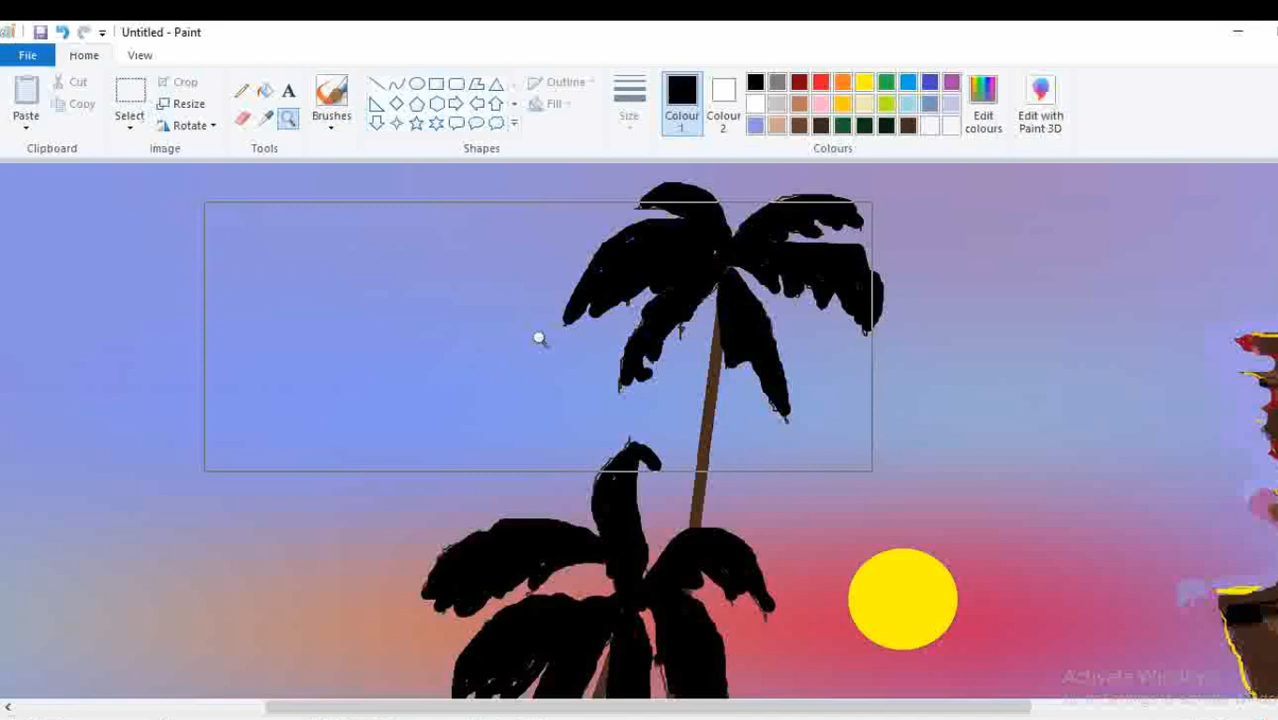 Untitled - Paint
File Home View
Cut
Copy
Paste
Clipboard
Select
Crop
Resize
Rotate
Image
A
Tools
Brushes
Outline
Fill
Shapes
Size
Colour
1
Colour
2
Edit
colours
Edit with
Paint 3D
Colours
Activate